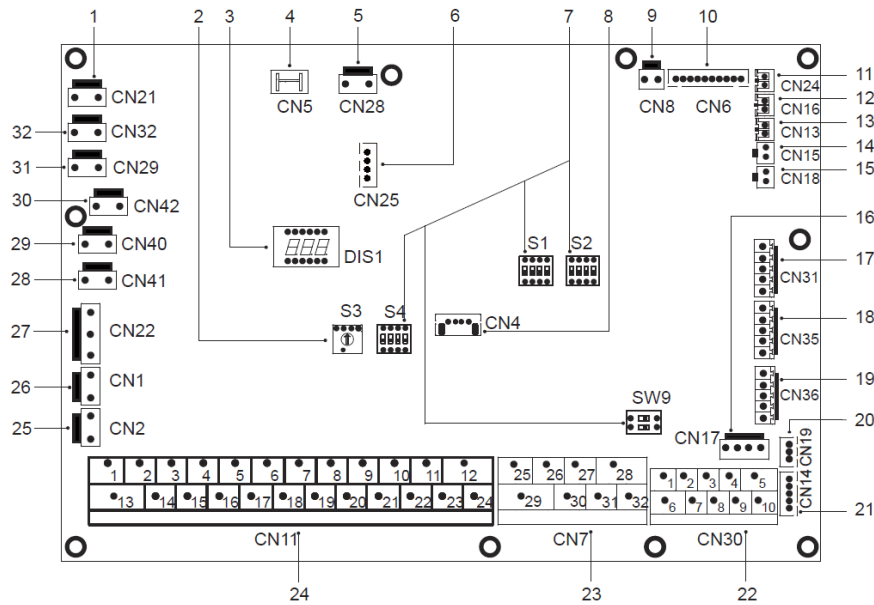 1 2 3 4 5 6 7 8 9 10
CN21 CN5 CN28 CN8 CN6 CN24 11
CN16 12
32 CN32 CN13 13
CN15 14
31 CN29 CN25 CN18 15
30 CN42 16
29 CN40 DIS1 S1 S2 CN31 17
28 CN41
27 CN22 S3 S4 CN4 CN35 18
2
26 CN1 CN36 19
25 CN2 SW9 CN17 CN19 20
1 2 3 4 5 6 7 8 9 10 11 12 25 26 27 28 1 2 3 4 5 CN14
13 14 15 16 17 18 19 20 21 22 23 24 29 30 31 32 6 7 8 9 10 21
CN11 CN7 CN30
24 23 22